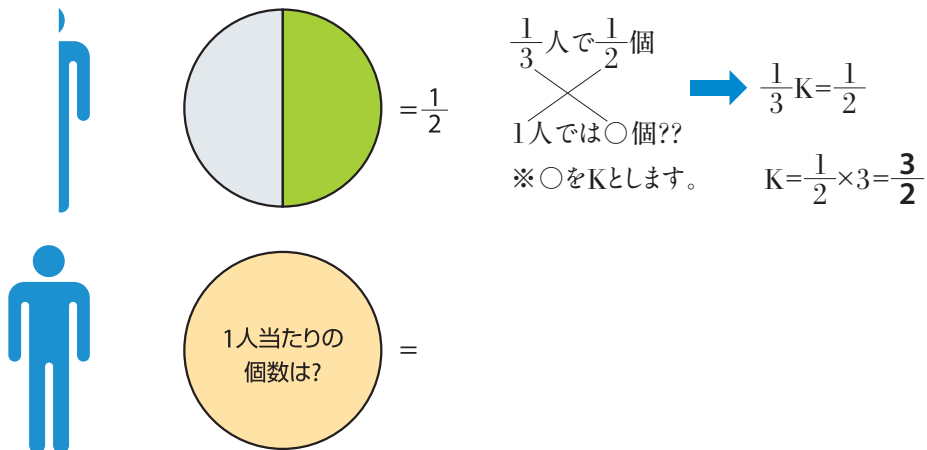 = 1/2
1/3人で1/2個
1人では○個??
※○をKとします。
1/3 K=1/2
K=1/2×3=3/2
1人当たりの
個数は?
=